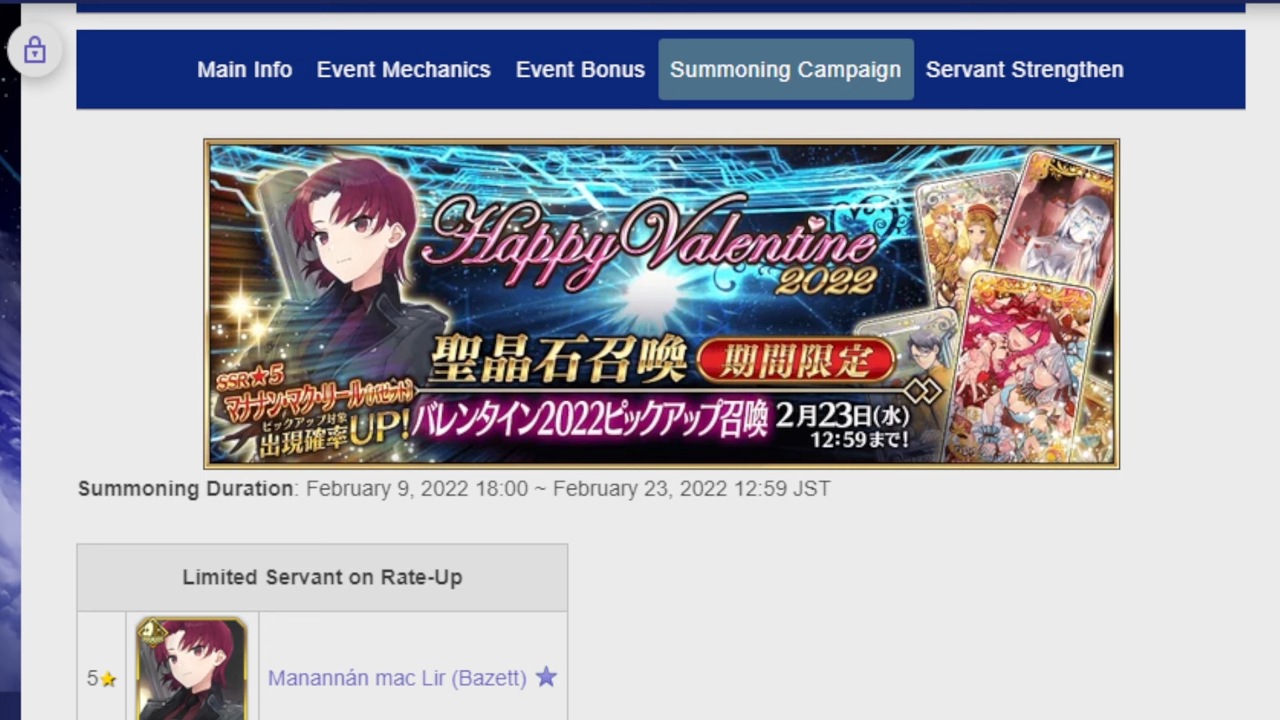 Main Info Event Mechanics Event Bonus Summoning Campaign Servant Strengthen
Happy Valentine
2022
聖晶石召喚 期間限定
SSR★5
マナナン・マク・リール(バゼット)
ピックアップ対象
出現確率UP!
バレンタイン2022ピックアップ召喚 2月23日(水)
12:59まで!
Summoning Duration: February 9, 2022 18:00 ~ February 23, 2022 12:59 JST
Limited Servant on Rate-Up
5
Manannán mac Lir (Bazett)